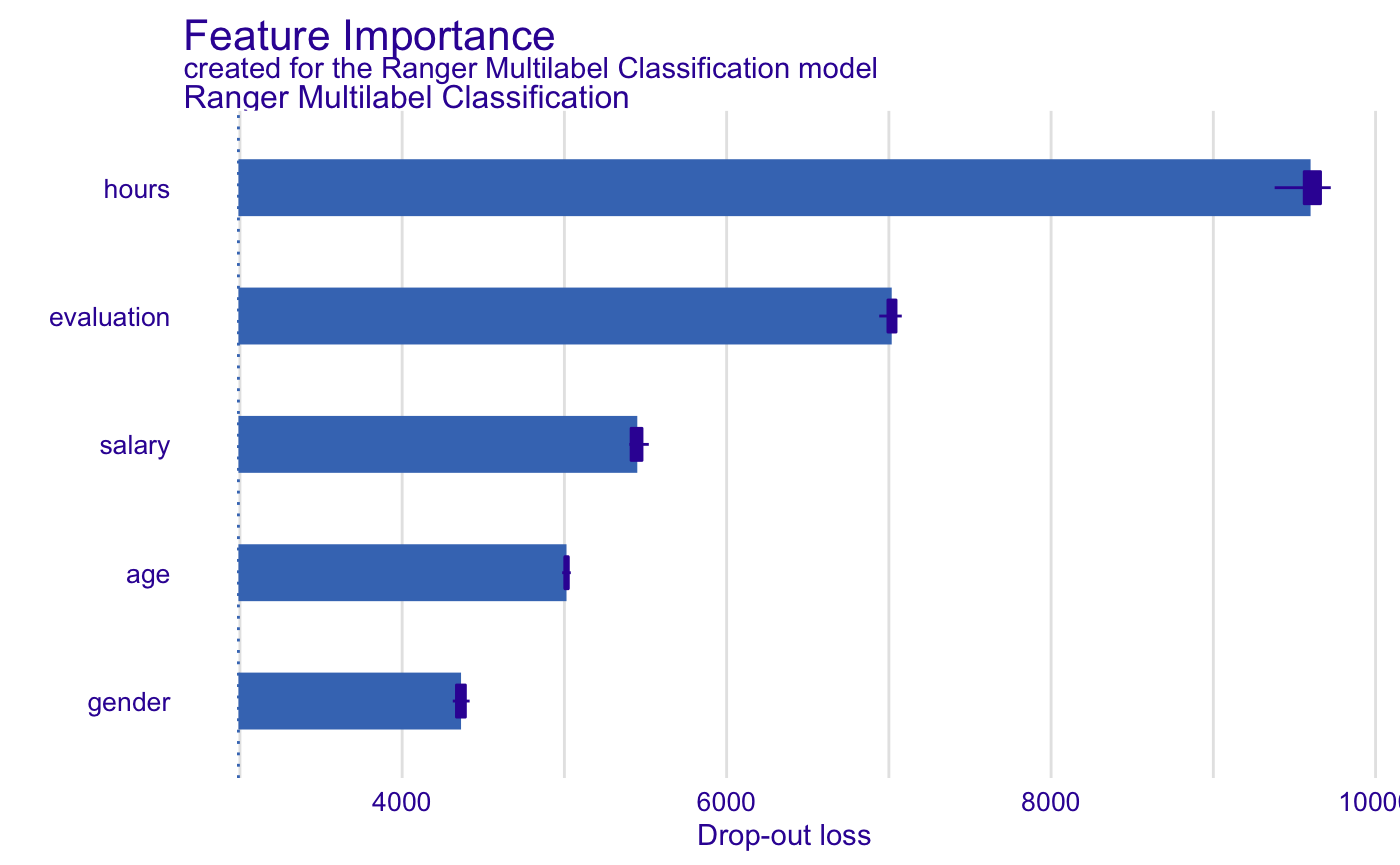 Feature Importance
created for the Ranger Multilabel Classification model
Ranger Multilabel Classification
hours
evaluation
salary
age
gender
4000 6000 8000 10000
Drop-out loss